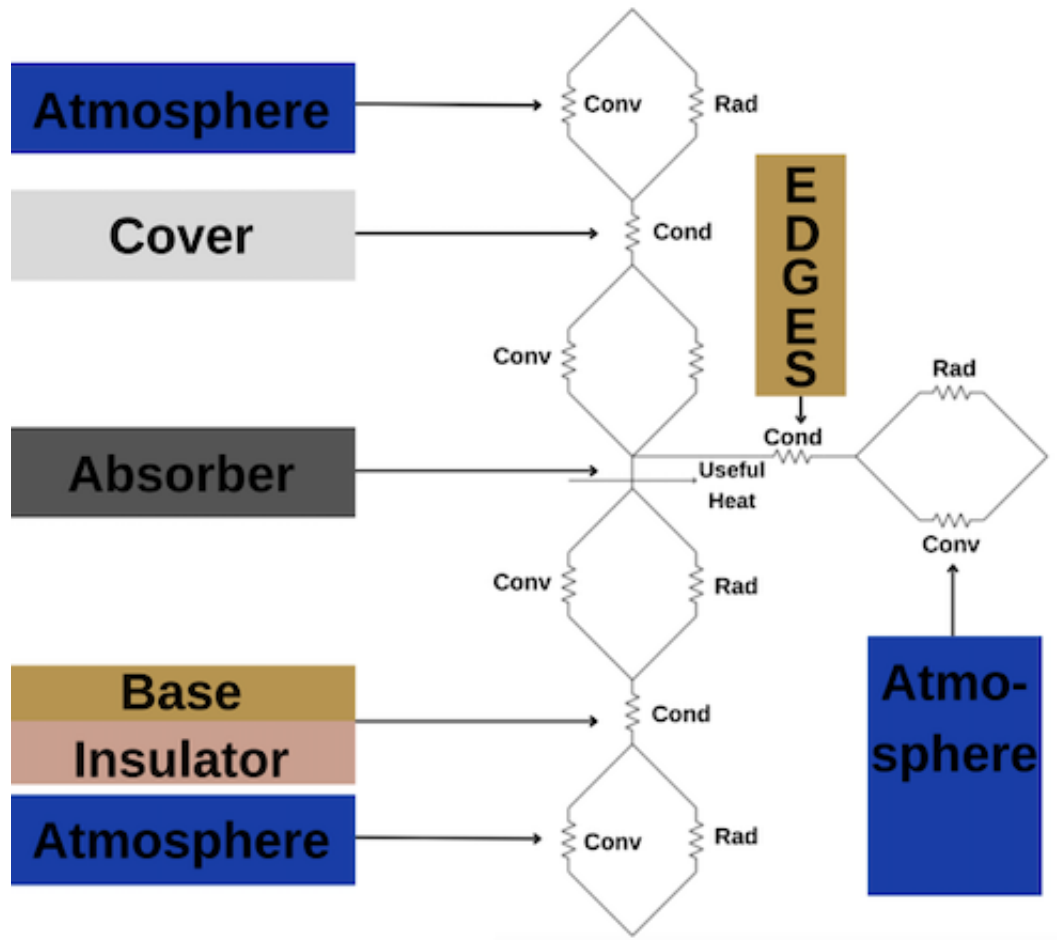 Atmosphere
Conv
Rad
Cover
Cond
E
D
G
E
S
Conv
Rad
Cond
Absorber
Useful
Heat
Conv
Conv
Rad
Base
Cond
Insulator
Atmo-
sphere
Atmosphere
Conv
Rad